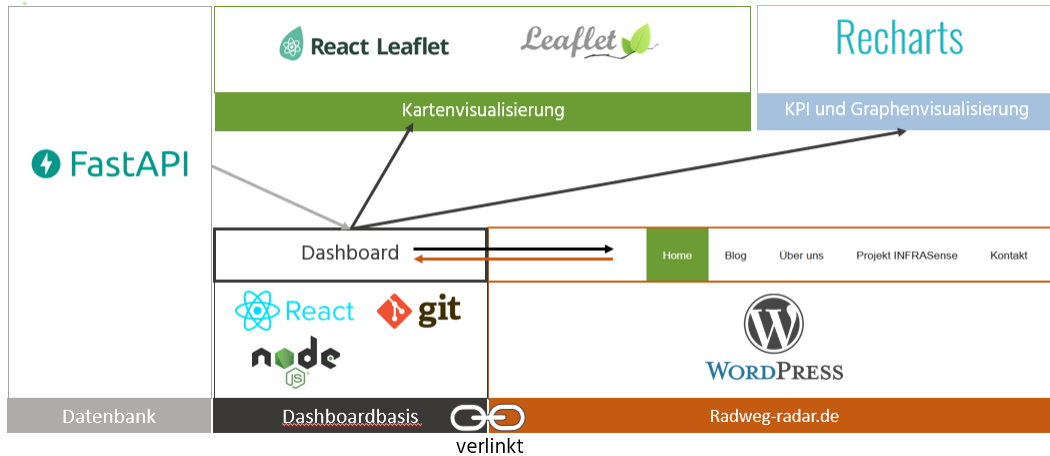 React Leaflet
Leaflet
Recharts
Kartenvisualisierung
KPI und Graphenvisualisierung
FastAPI
Dashboard
Home
Blog
Über uns
Projekt INFRASense
Kontakt
React
git
node
JS
WORDPRESS
Datenbank
Dashboardbasis
Radweg-radar.de
verlinkt